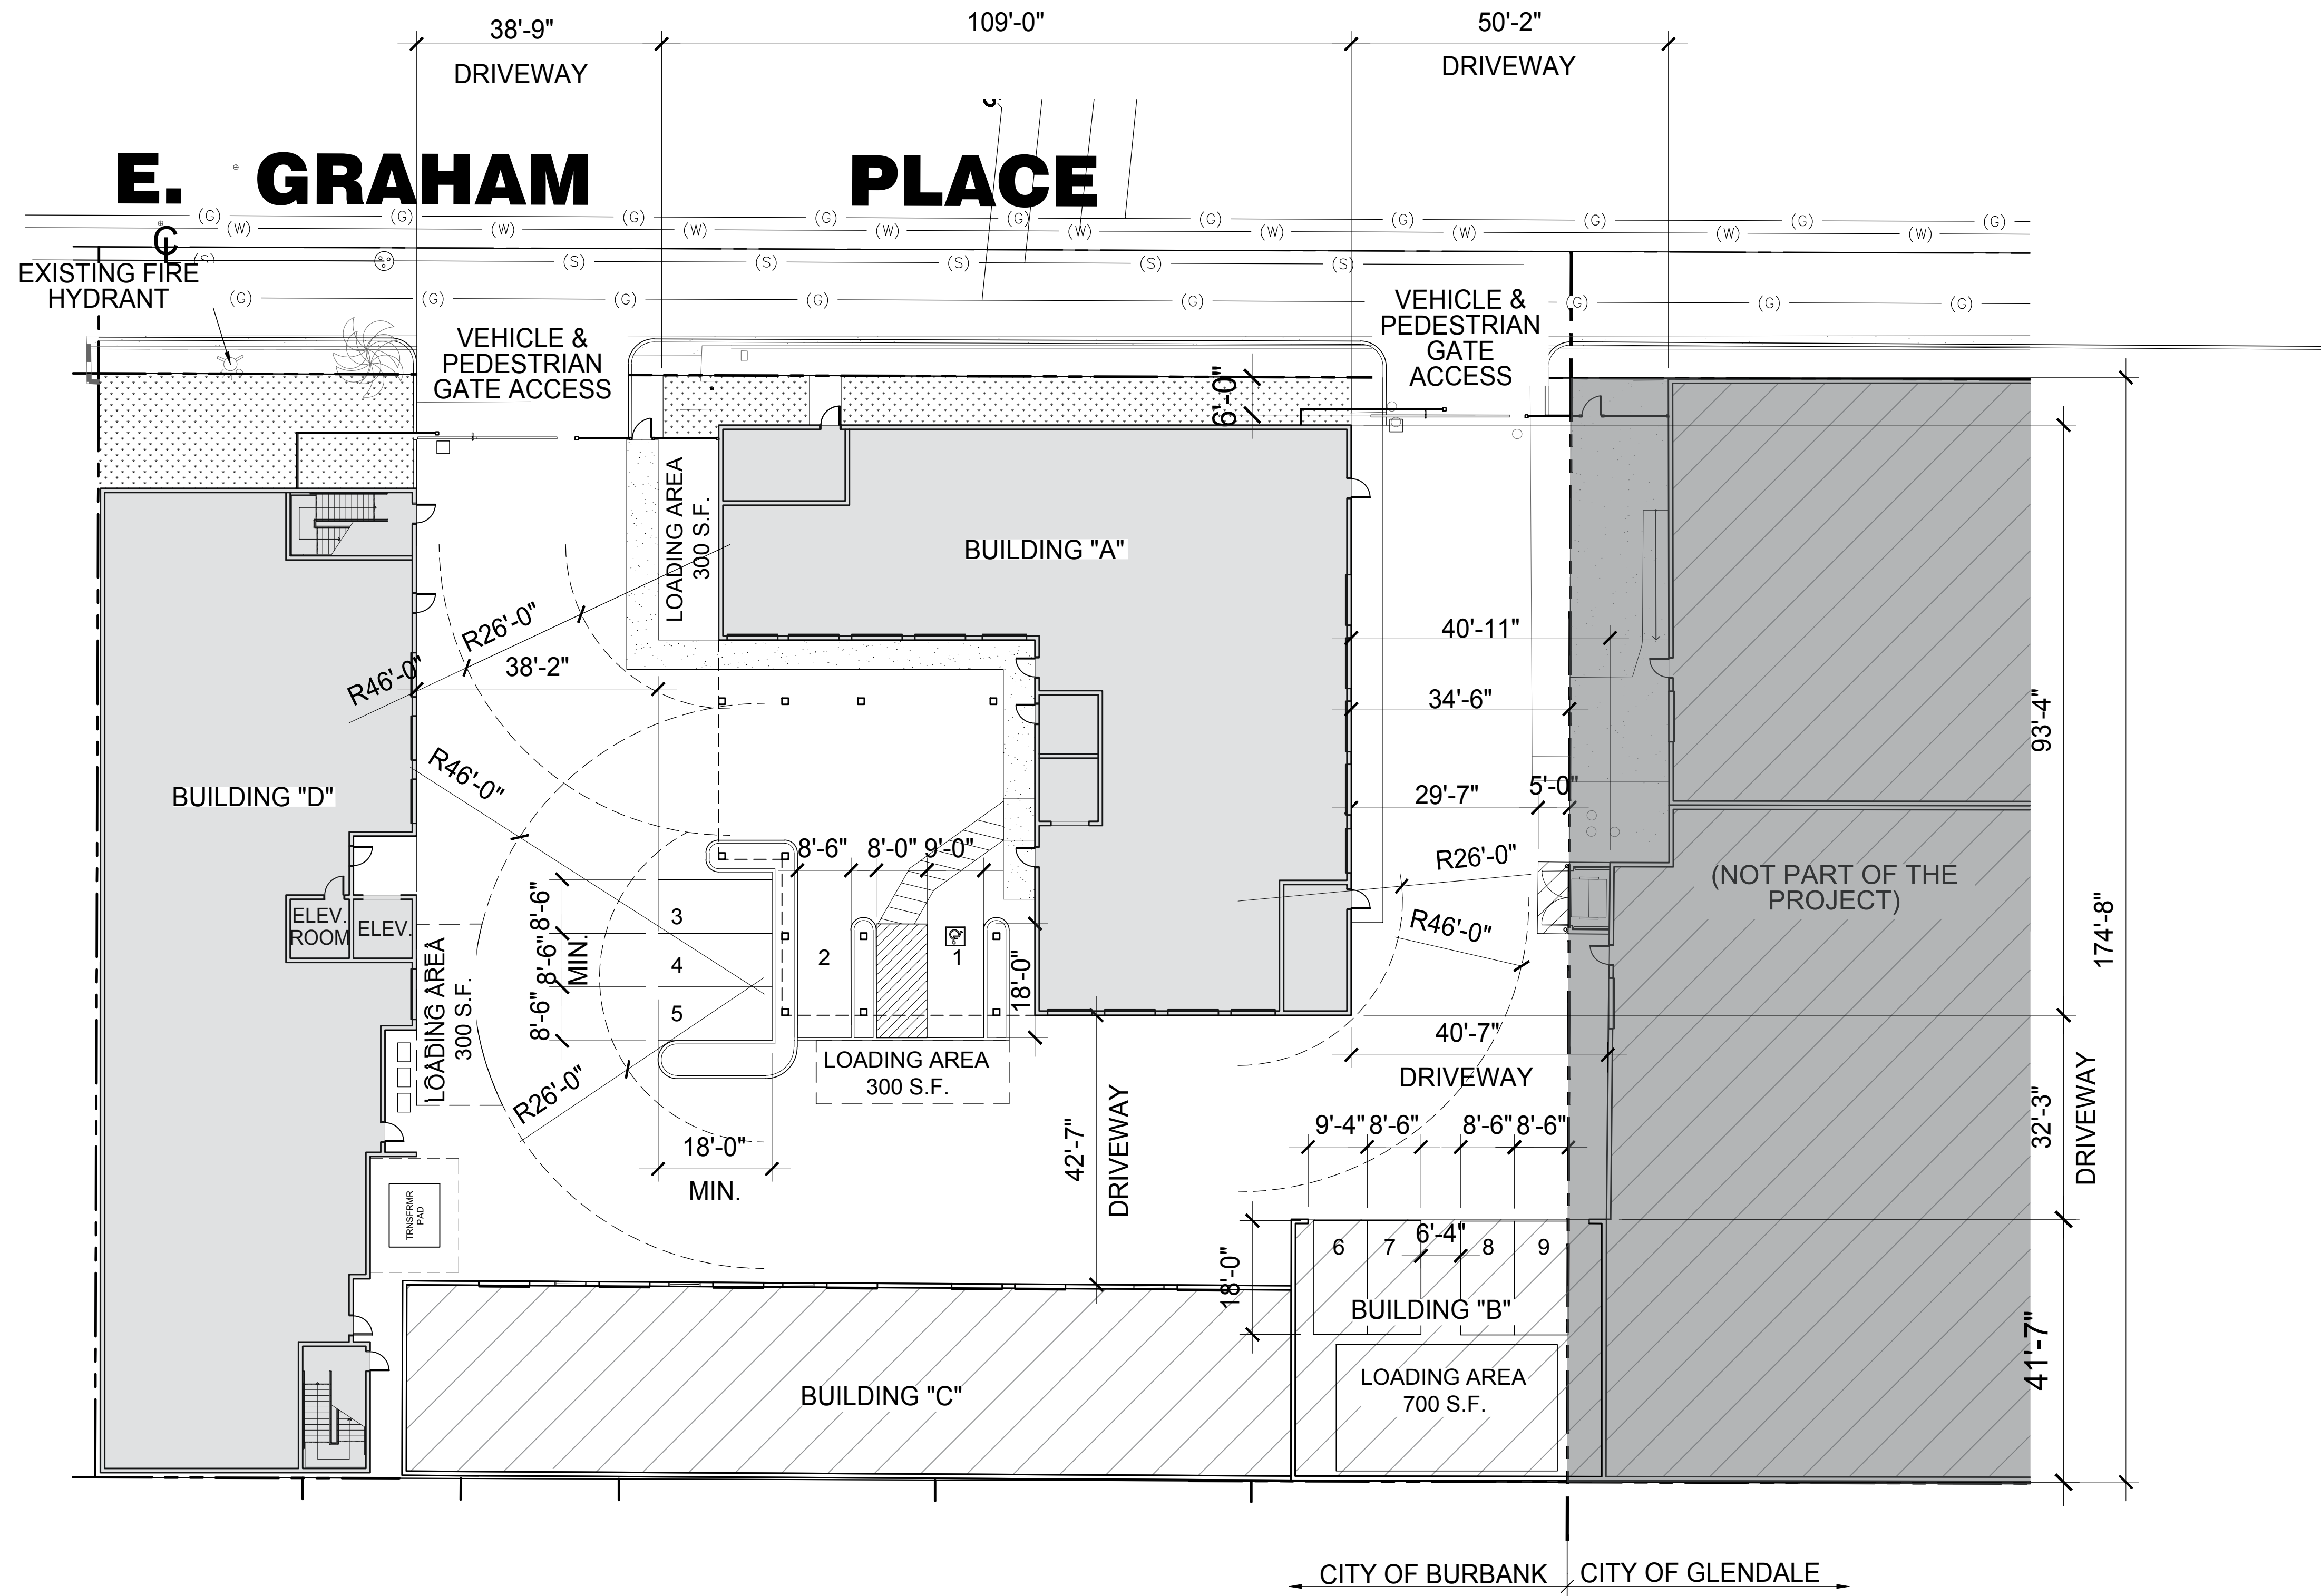 38'-9"
109'-0"
50'-2"
DRIVEWAY
DRIVEWAY
E. GRAHAM PLACE
(G) (G) (G) (G) (G) (G) (G) (G) (G) (G)
(W) (W) (W) (W) (W) (W) (W) (W) (W)
(S) (S) (S) (S) (S) (S)
EXISTING FIRE
HYDRANT
(G) (G) (G) (G) (G) (G) (G) (G)
VEHICLE &
PEDESTRIAN
GATE ACCESS
VEHICLE &
PEDESTRIAN
GATE
ACCESS
6'-0"
LOADING AREA
300 S.F.
BUILDING "A"
R26'-0"
R46'-0"
38'-2"
40'-11"
34'-6"
29'-7"
5'-0"
93'-4"
174'-8"
BUILDING "D"
R46'-0"
8'-6"
8'-0"
9'-0"
R26'-0"
R46'-0"
(NOT PART OF THE
PROJECT)
ELEV.
ROOM
ELEV.
LOADING AREA
300 S.F.
8'-6"
8'-6"
MIN.
8'-6"
3
4
5
2
1
18'-0"
R26'-0"
LOADING AREA
300 S.F.
18'-0"
MIN.
42'-7"
DRIVEWAY
40'-7"
DRIVEWAY
32'-3"
DRIVEWAY
9'-4"
8'-6"
8'-6"
8'-6"
TRNSFRMR
PAD
6
7
6'-4"
8
9
18'-0"
BUILDING "B"
LOADING AREA
700 S.F.
41'-7"
BUILDING "C"
CITY OF BURBANK
CITY OF GLENDALE